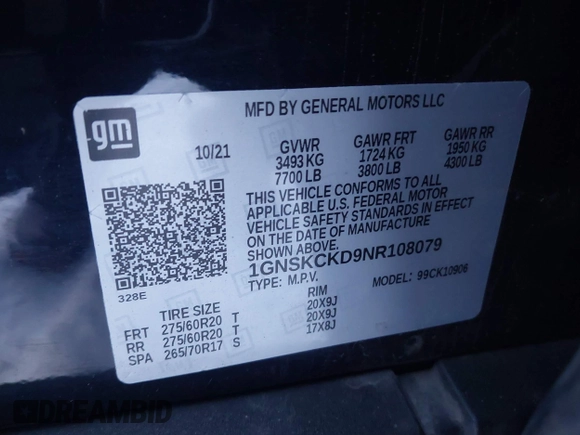 gm
MFD BY GENERAL MOTORS LLC
10/21 GVWR GAWR FRT GAWR RR
3493 KG 1724 KG 1950 KG
7700 LB 3800 LB 4300 LB
THIS VEHICLE CONFORMS TO ALL
APPLICABLE U.S. FEDERAL MOTOR
VEHICLE SAFETY STANDARDS IN EFFECT
ON THE DATE OF MANUFACTURE
SHOWN ABOVE.
1GNSKCKD9NR108079
TYPE: M.P.V. MODEL: 99CK10906
328E
TIRE SIZE RIM
FRT 275/60R20 T 20X9J
RR 275/60R20 T 20X9J
SPA 265/70R17 S 17X8J
DREAMBID